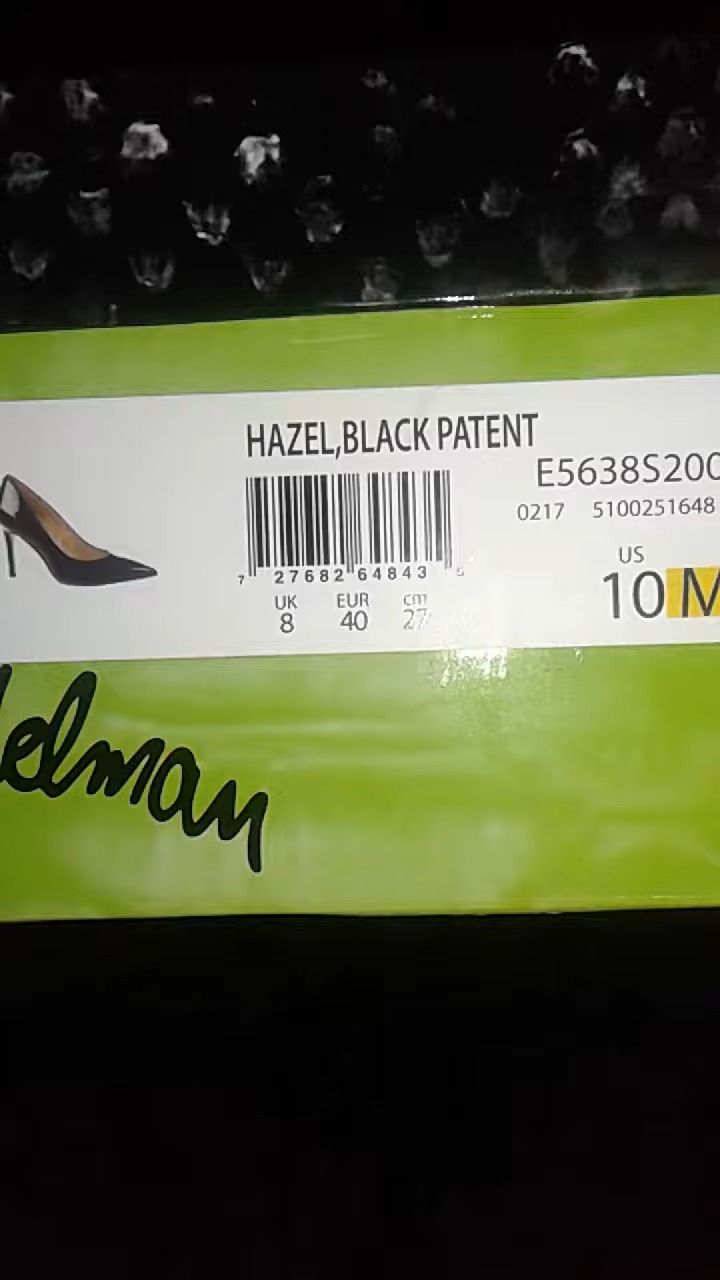 HAZEL,BLACK PATENT
E5638S200
0217 5100251648
7 27682 64843 5
UK EUR cm
8 40 27
US
10 M
elman